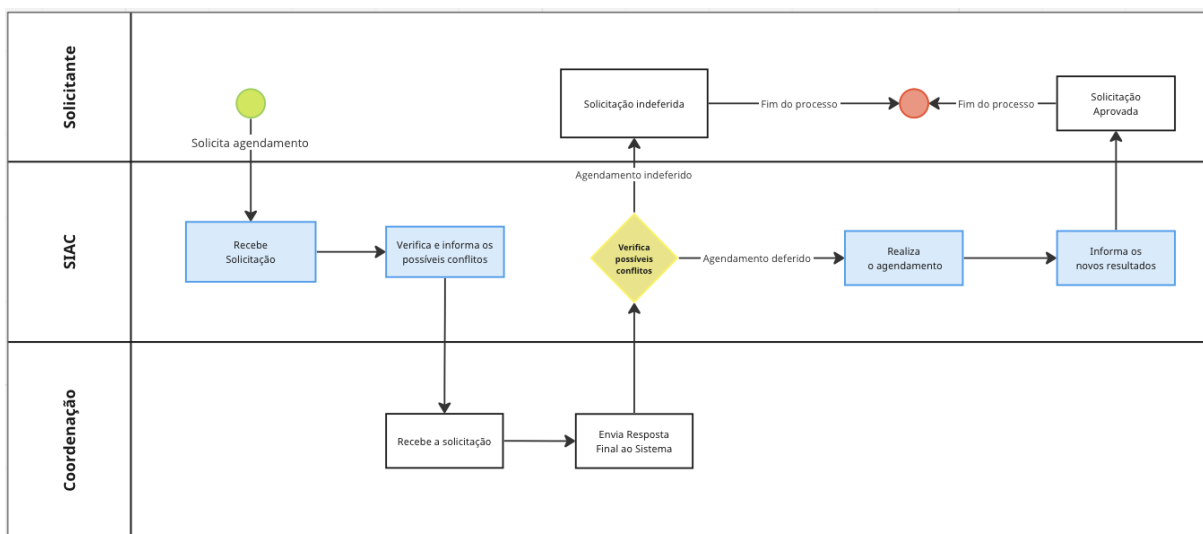 Solicitante
Solicita agendamento
Solicitação indeferida
Fim do processo
Fim do processo
Solicitação
Aprovada
SIAC
Agendamento indeferido
Recebe
Solicitação
Verifica e informa os
possíveis conflitos
Verifica
possíveis
conflitos
Agendamento deferido
Realiza
o agendamento
Informa os
novos resultados
Coordenação
Recebe a solicitação
Envia Resposta
Final ao Sistema